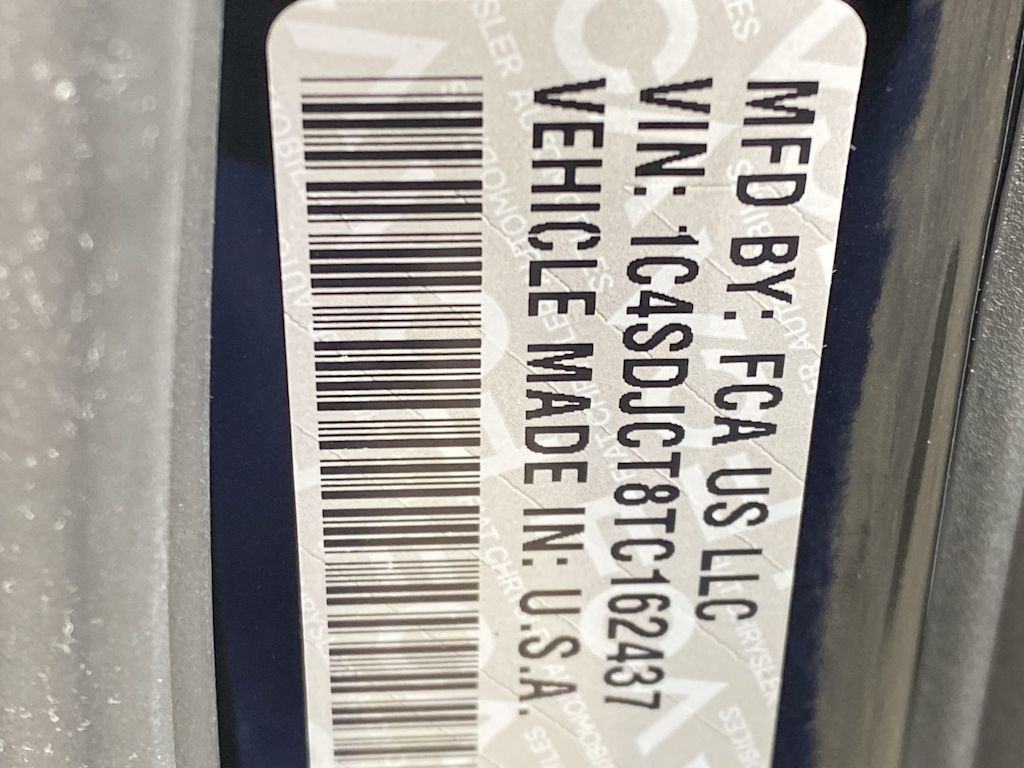 MFD BY: FCA US LLC
VIN: 1C4SDJCT8TC162437
VEHICLE MADE IN: U.S.A.